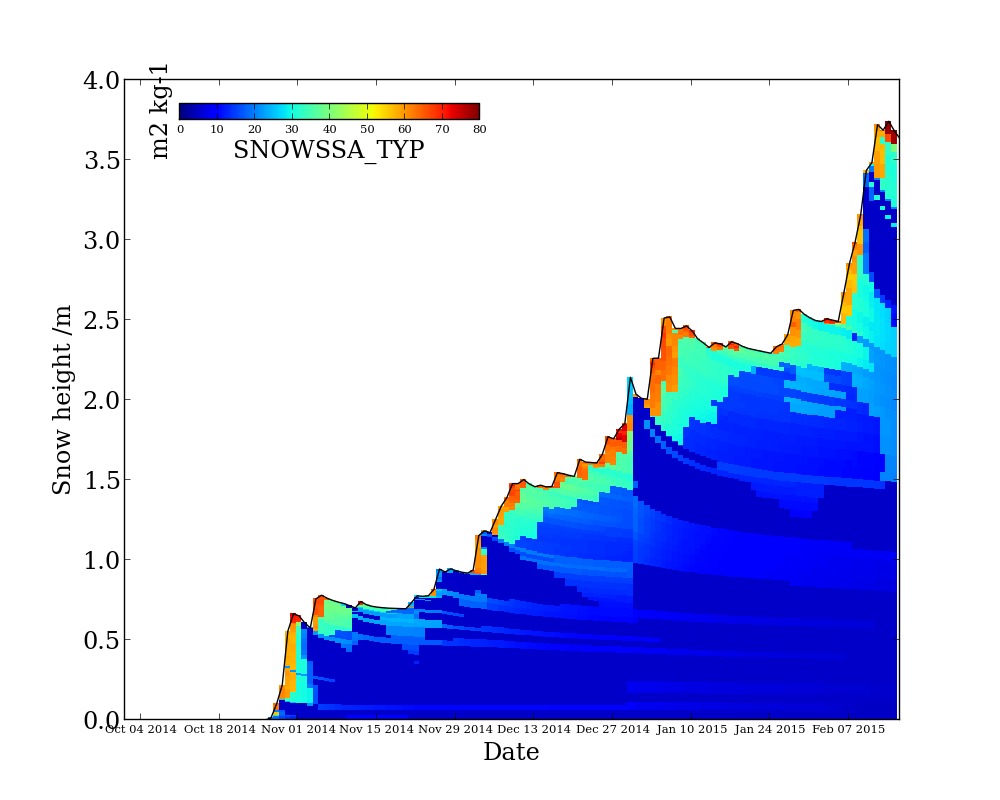 m2 kg-1
0 10 20 30 40 50 60 70 80
SNOWSSA_TYP
Snow height /m
4.0
3.5
3.0
2.5
2.0
1.5
1.0
0.5
0.0
Oct 04 2014 Oct 18 2014 Nov 01 2014 Nov 15 2014 Nov 29 2014 Dec 13 2014 Dec 27 2014 Jan 10 2015 Jan 24 2015 Feb 07 2015
Date